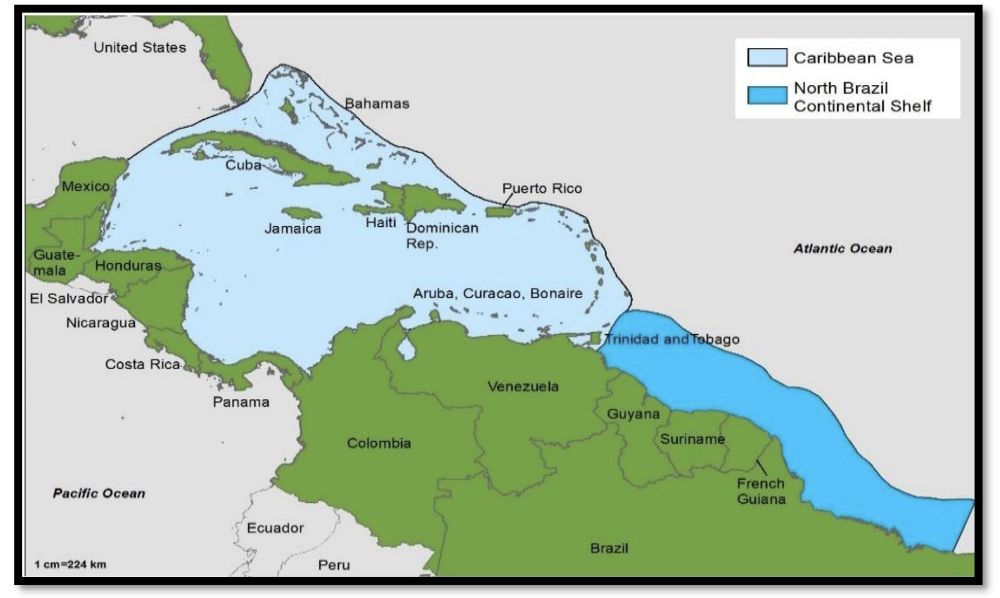 United States
Caribbean Sea
North Brazil
Continental Shelf
Bahamas
Cuba
Mexico
Puerto Rico
Jamaica
Haiti
Dominican
Rep.
Atlantic Ocean
Guate-
mala
Honduras
El Salvador
Aruba, Curacao, Bonaire
Nicaragua
Trinidad and Tobago
Costa Rica
Panama
Venezuela
Guyana
Colombia
Suriname
French
Guiana
Pacific Ocean
Ecuador
Brazil
Peru
1 cm=224 km